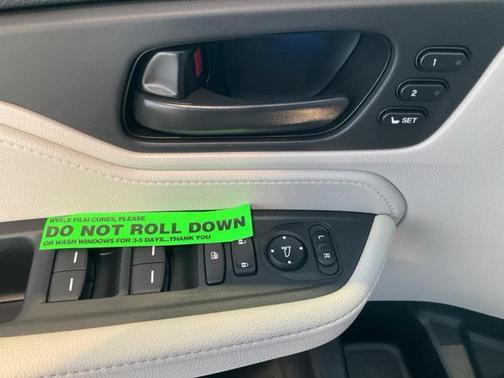 1
2
SET
WHILE FILM CURES, PLEASE
DO NOT ROLL DOWN
OR WASH WINDOWS FOR 3-5 DAYS...THANK YOU
L
R